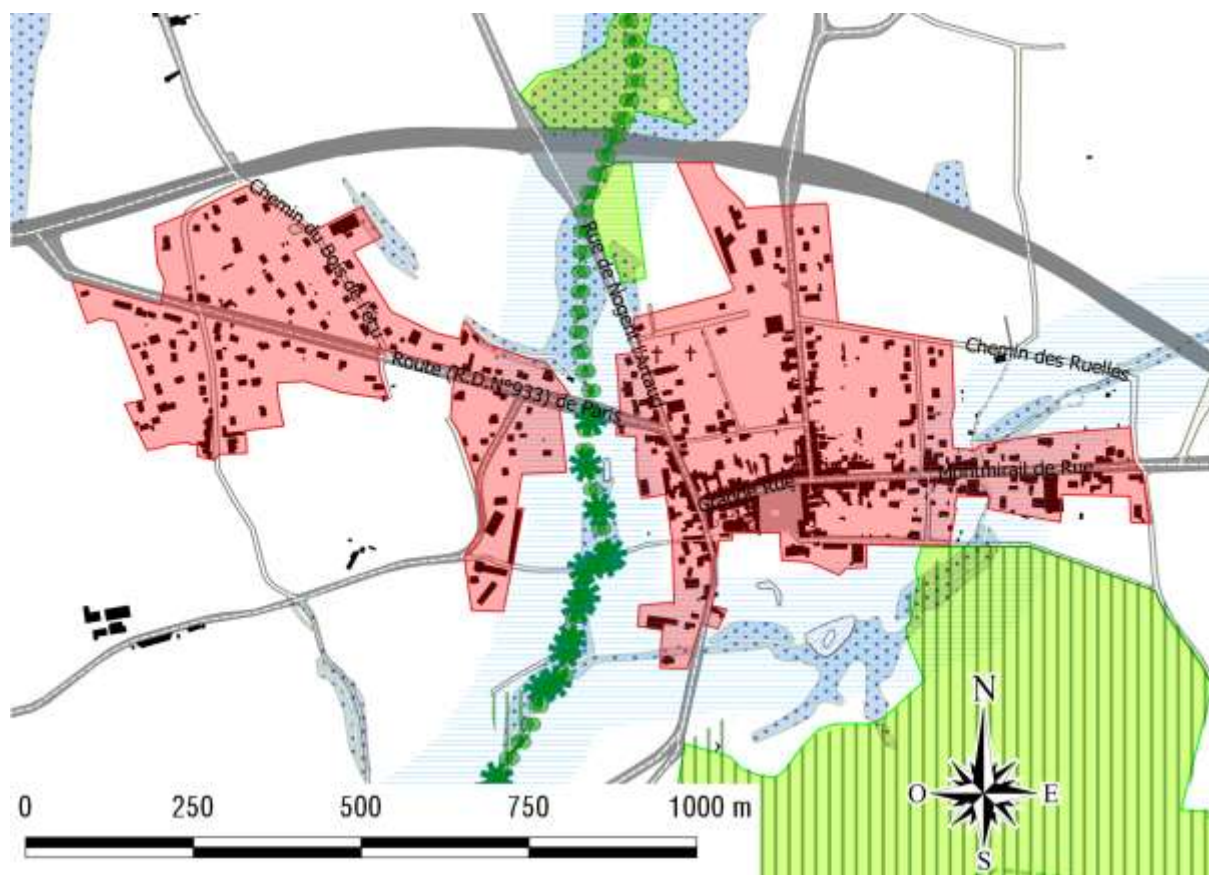 Chemin du Bois de l'eru
Rue de Nogent l'Artaud
Chemin des Ruelles
Route (I.C.D.N°933) de Paris
Montmirail de Rue
Grande Rue
N
O E
S
0 250 500 750 1000 m